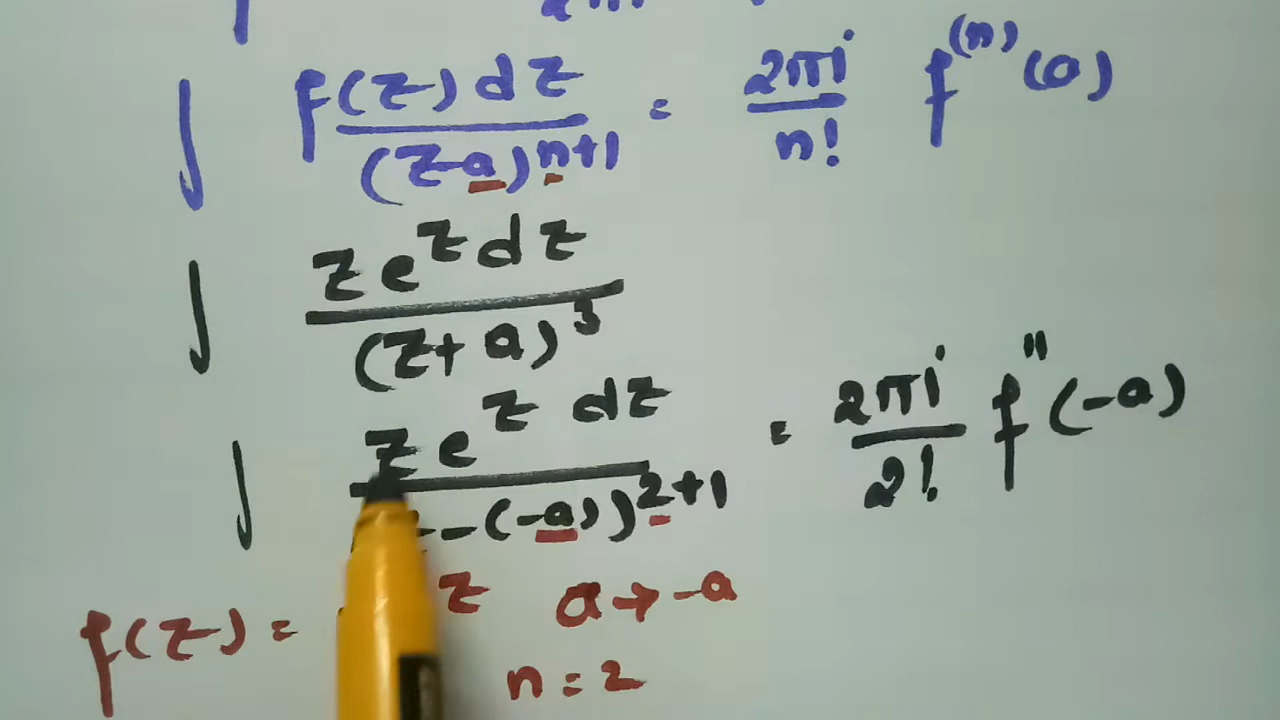 ∫ f(z) dz / (z-a)^n+1 = 2πi / n! f^(n) (a)
∫ z e^z dz / (z+a)^3
∫ z e^z dz / -(-a))^2+1 = 2πi / 2! f" (-a)
f(z) = z a → -a
n = 2